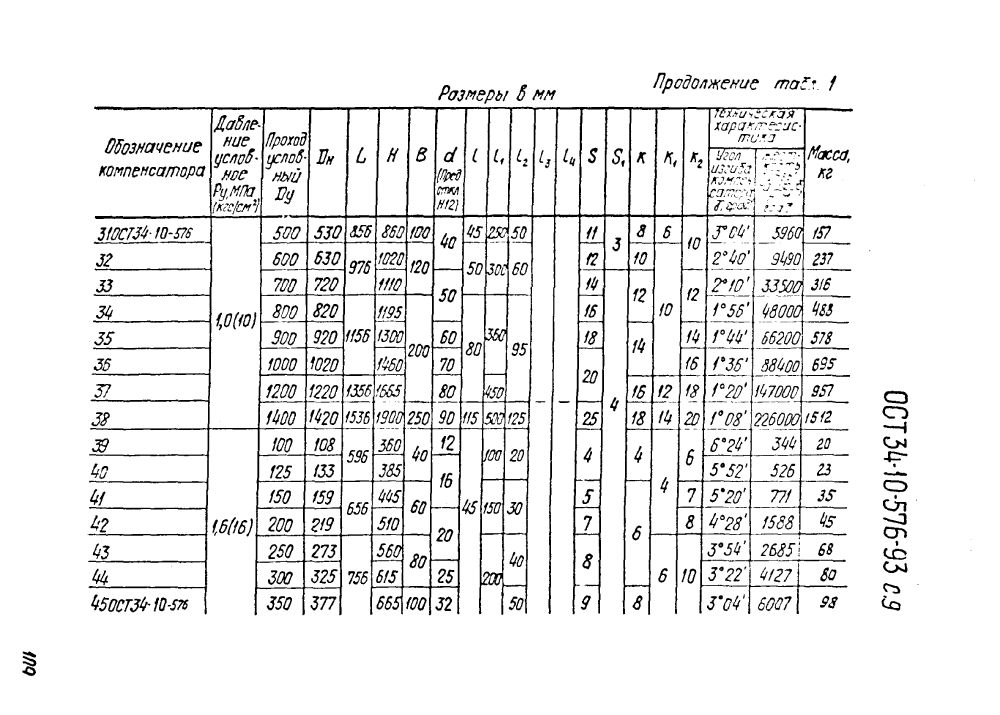 Продолжение табл. 1
Размеры в мм
Обозначение компенсатора | Давление условное Ру, МПа (кгс/см²) | Проход условный Dу | Dн | L | H | B | d (Пред откл H12) | l | l₁ | l₂ | l₃ | l₄ | S | S₁ | K | K₁ | K₂ | Техническая характеристика | Масса, кг
Угол изгиба
31 ОСТ34-10-576 | 1,0(10) | 500 | 530 | 856 | 860 | 100 | 40 | 45 | 250 | 50 | – | – | 11 | 3 | 8 | 6 | 10 | 3°04' | 5960 | 157
32 | 600 | 630 | 976 | 1020 | 120 | 50 | 300 | 60 | 12 | 10 | 2°40' | 9490 | 237
33 | 700 | 720 | 1110 | 50 | 14 | 4 | 12 | 10 | 12 | 2°10' | 33500 | 316
34 | 800 | 820 | 1156 | 1195 | 200 | 80 | 350 | 95 | 16 | 1°56' | 48000 | 483
35 | 900 | 920 | 1300 | 60 | 18 | 14 | 14 | 1°44' | 66200 | 578
36 | 1000 | 1020 | 1460 | 70 | 20 | 16 | 1°36' | 88400 | 695
37 | 1200 | 1220 | 1356 | 1665 | 80 | 450 | 16 | 12 | 18 | 1°20' | 147000 | 957
38 | 1400 | 1420 | 1536 | 1900 | 250 | 90 | 115 | 500 | 125 | 25 | 18 | 14 | 20 | 1°08' | 226000 | 1512
39 | 1,6(16) | 100 | 108 | 596 | 360 | 40 | 12 | 45 | 100 | 20 | 4 | 4 | 4 | 6 | 6°24' | 344 | 20
40 | 125 | 133 | 385 | 16 | 5°52' | 526 | 23
41 | 150 | 159 | 656 | 445 | 60 | 150 | 30 | 5 | 6 | 7 | 5°20' | 771 | 35
42 | 200 | 219 | 510 | 20 | 7 | 8 | 4°28' | 1588 | 45
43 | 250 | 273 | 756 | 560 | 80 | 200 | 40 | 8 | 6 | 10 | 3°54' | 2685 | 68
44 | 300 | 325 | 615 | 25 | 3°22' | 4127 | 80
45 ОСТ34-10-576 | 350 | 377 | 665 | 100 | 32 | 50 | 9 | 8 | 3°04' | 6007 | 98
ОСТ34-10-576-93 с.9
109